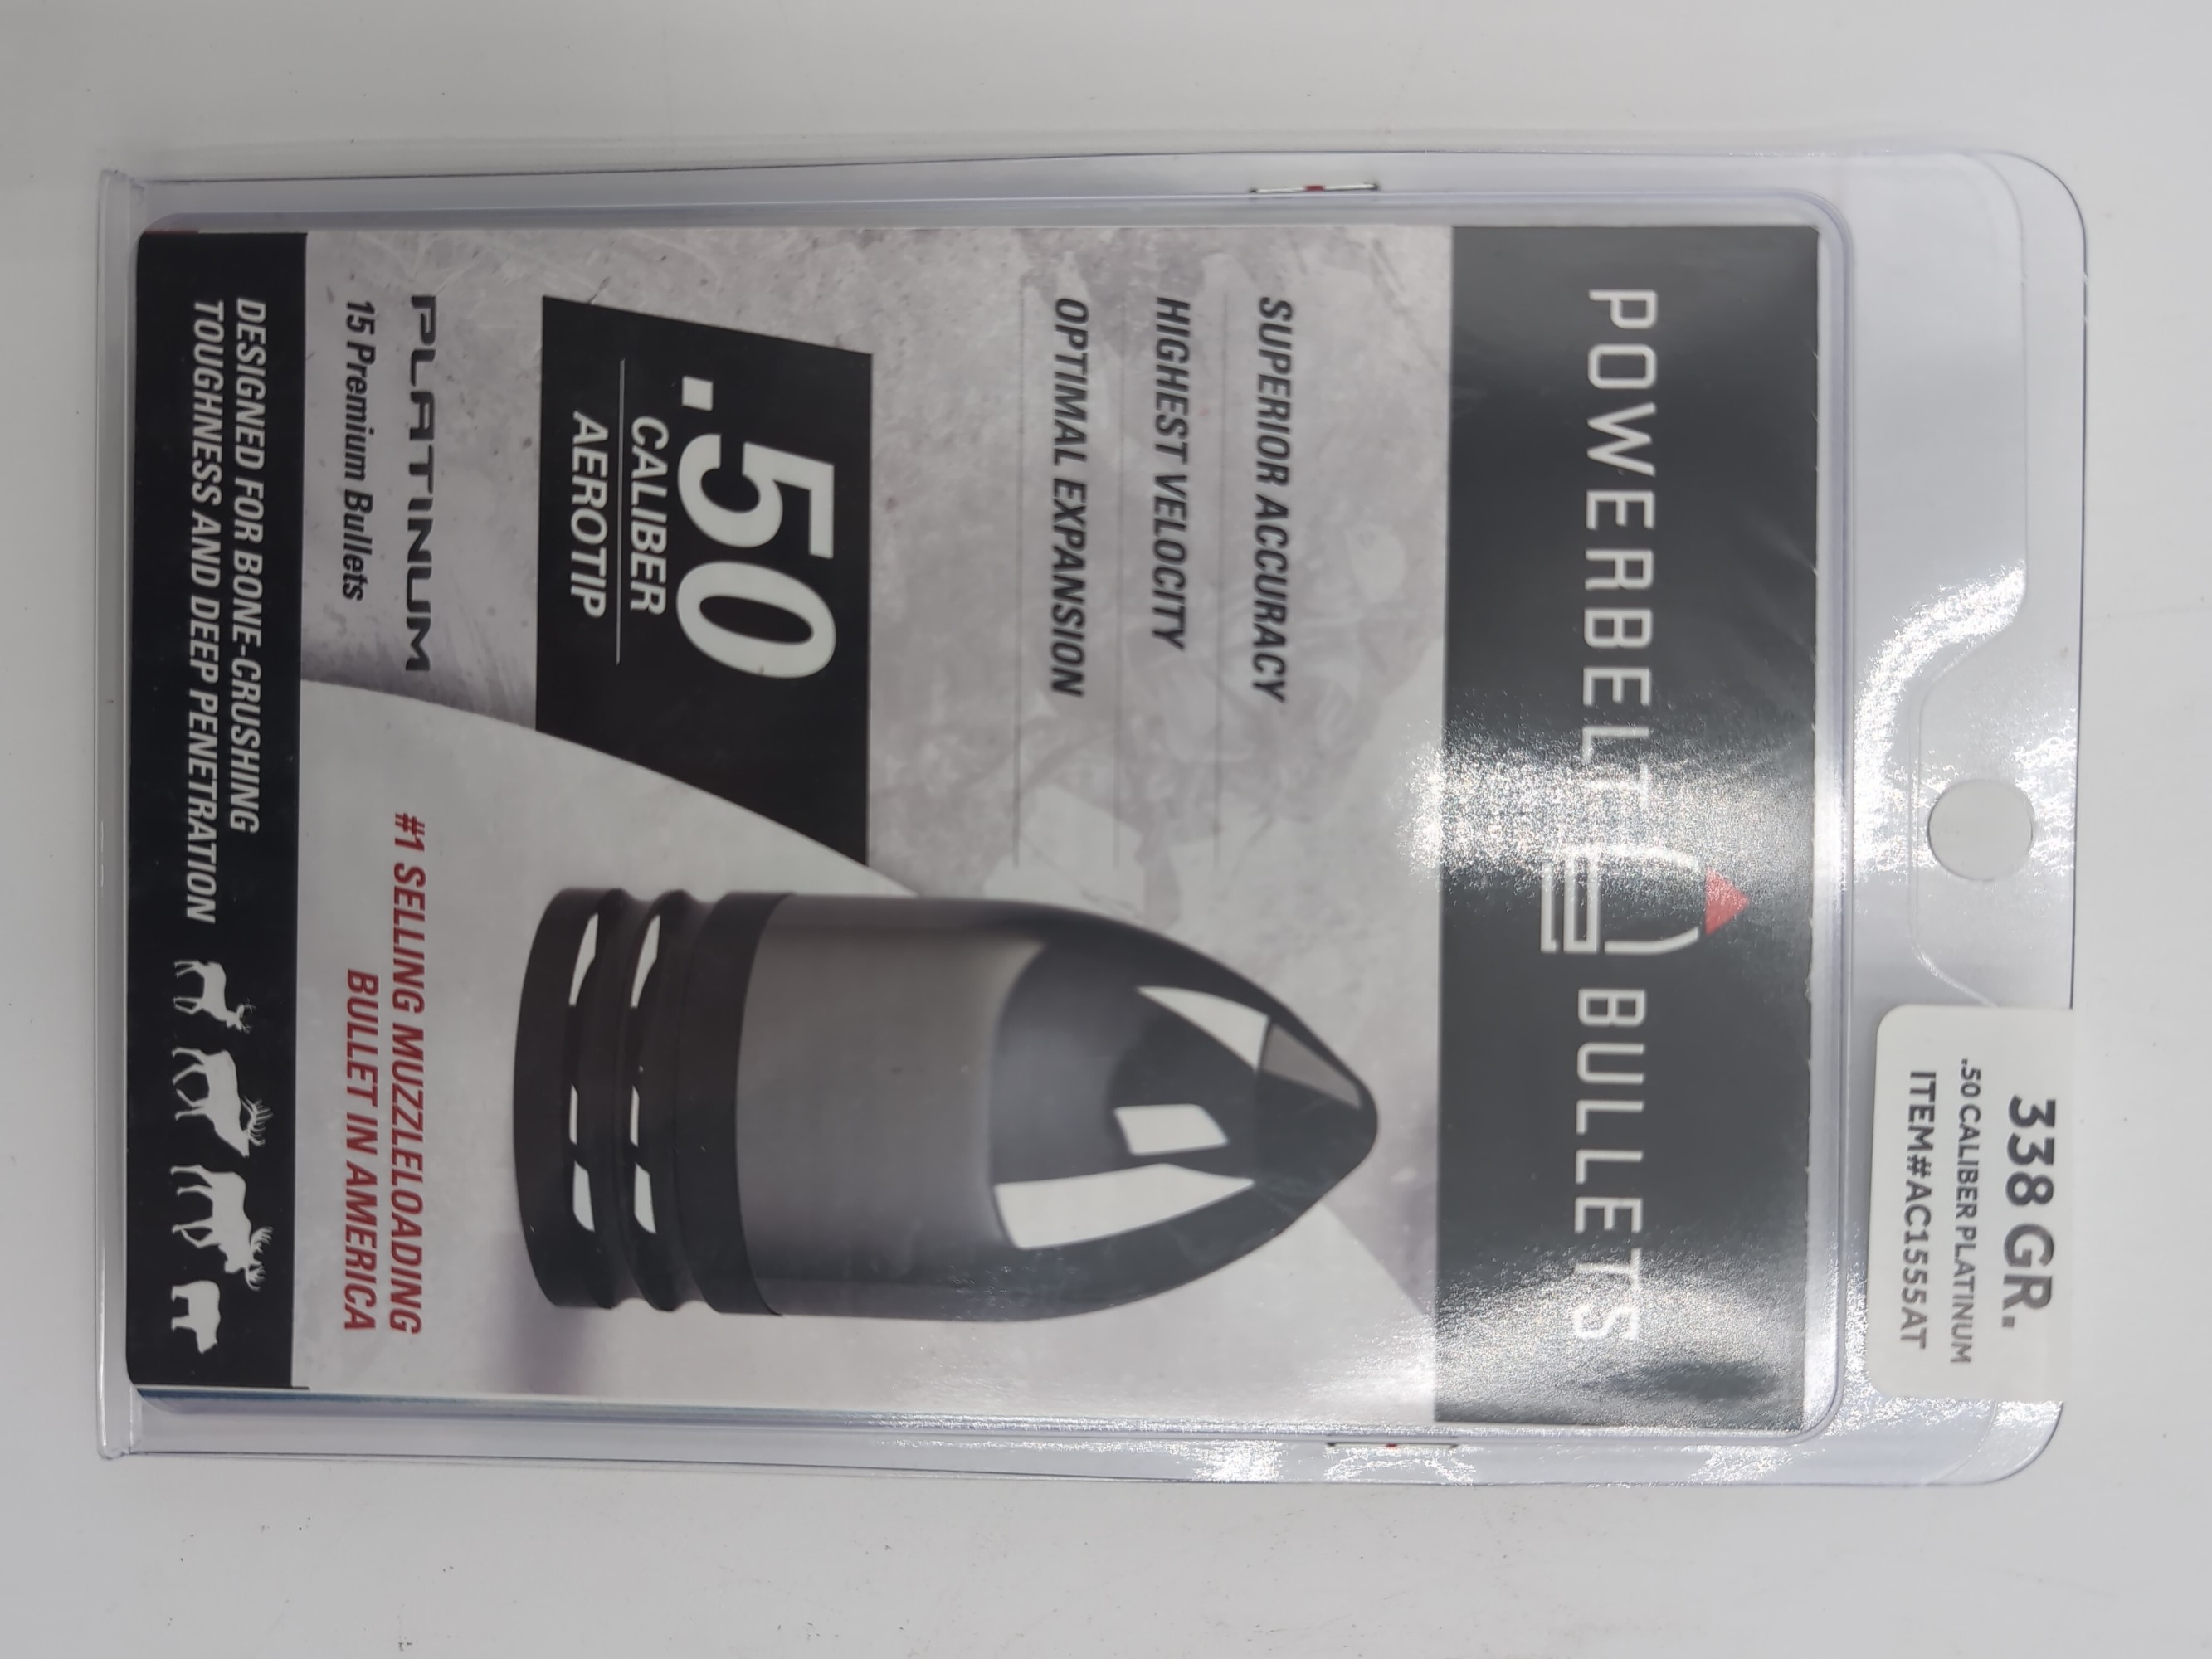 338 GR.
.50 CALIBER PLATINUM
ITEM#AC1555AT
POWERBELT BULLETS
SUPERIOR ACCURACY
HIGHEST VELOCITY
OPTIMAL EXPANSION
.50
CALIBER
AEROTIP
PLATINUM
15 Premium Bullets
#1 SELLING MUZZLELOADING
BULLET IN AMERICA
DESIGNED FOR BONE-CRUSHING
TOUGHNESS AND DEEP PENETRATION